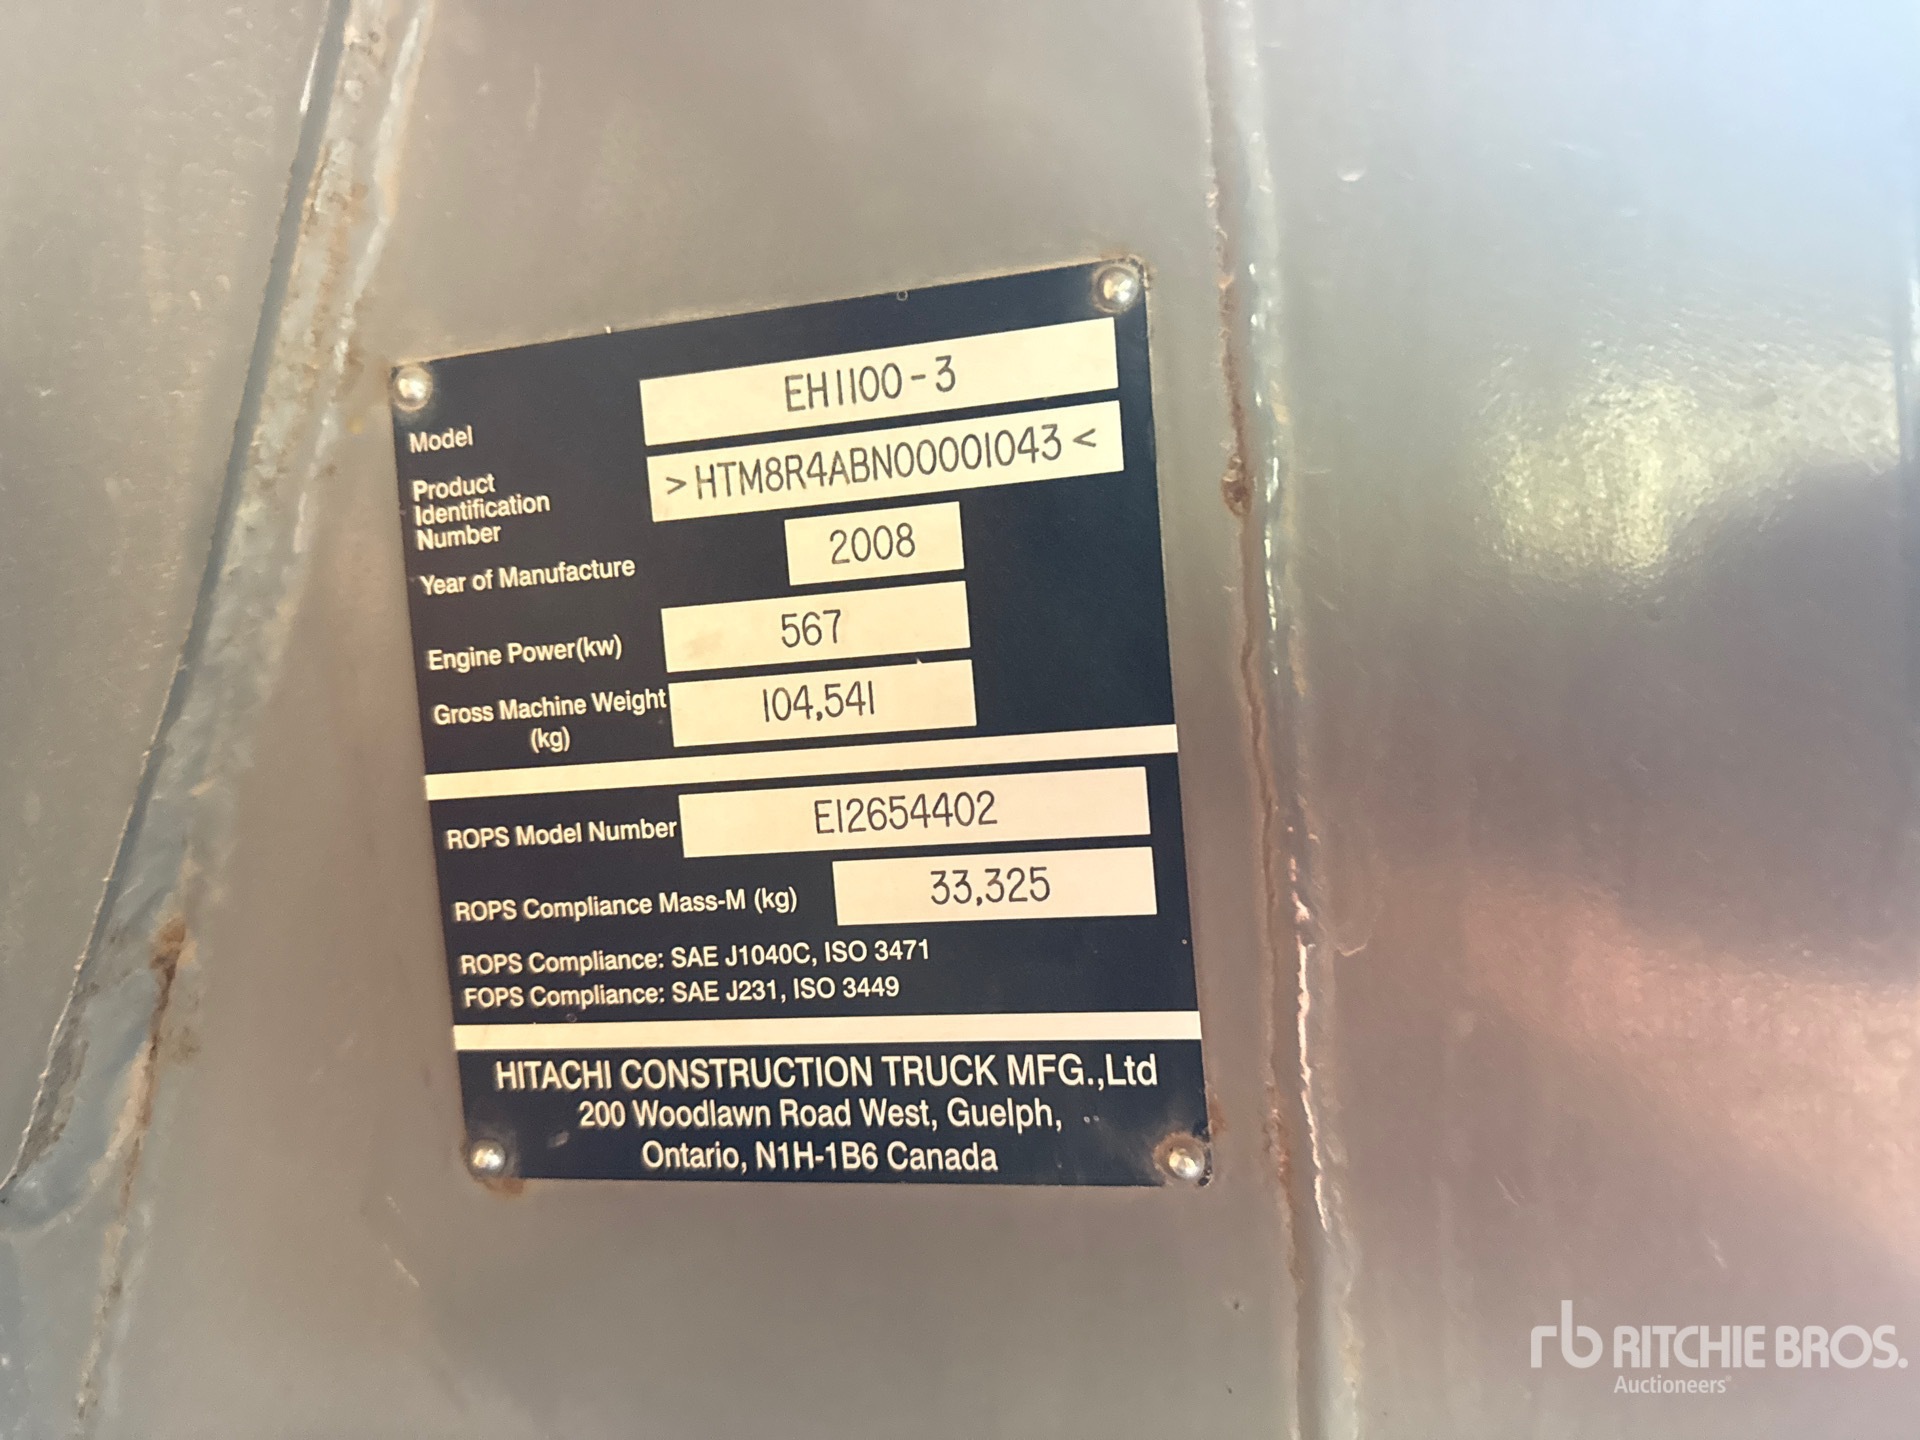 Model EH1100-3
Product
Identification
Number >HTM8R4ABN00001043<
Year of Manufacture 2008
Engine Power(kw) 567
Gross Machine Weight
(kg) 104,541
ROPS Model Number E12654402
ROPS Compliance Mass-M (kg) 33,325
ROPS Compliance: SAE J1040C, ISO 3471
FOPS Compliance: SAE J231, ISO 3449
HITACHI CONSTRUCTION TRUCK MFG.,Ltd
200 Woodlawn Road West, Guelph,
Ontario, N1H-1B6 Canada
rb RITCHIE BROS.
Auctioneers